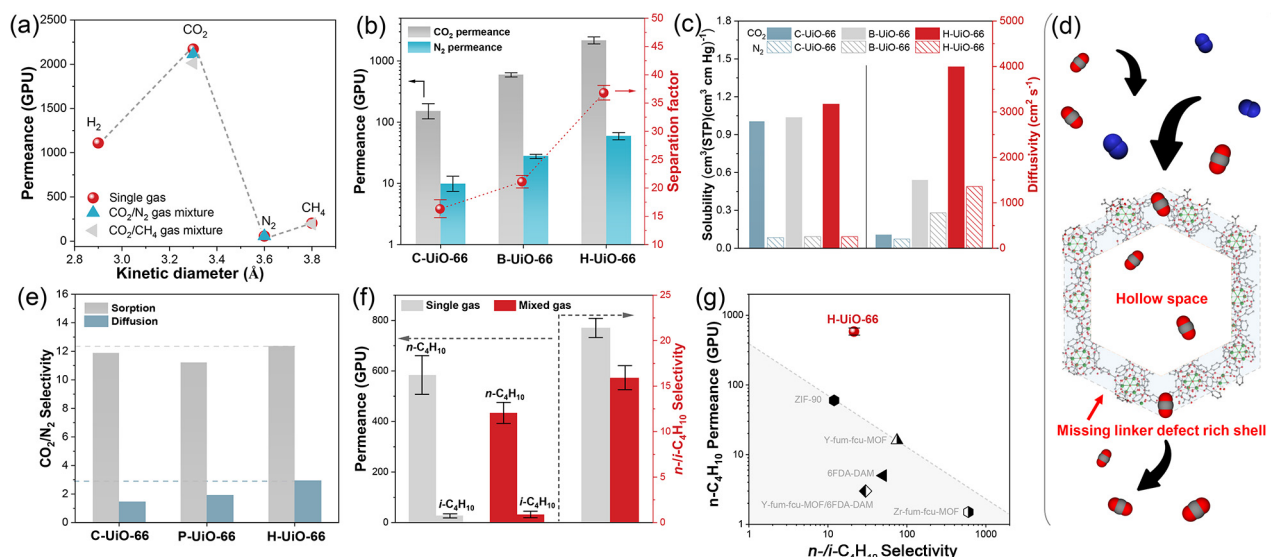 (a)
Permeance (GPU)
2500
2250
2000
1750
1500
1250
1000
750
500
250
0
H2
CO2
N2
CH4
Single gas
CO2/N2 gas mixture
CO2/CH4 gas mixture
2.8 3.0 3.2 3.4 3.6 3.8
Kinetic diameter (Å)
(b)
Permeance (GPU)
1000
100
10
1
CO2 permeance
N2 permeance
50
45
40
35
30
25
20
15
10
Separation factor
C-UiO-66 B-UiO-66 H-UiO-66
(c)
Solubility (cm3(STP)(cm3 cm Hg)-1)
1.8
1.5
1.2
0.9
0.6
0.3
0.0
CO2 C-UiO-66 B-UiO-66 H-UiO-66
N2 C-UiO-66 B-UiO-66 H-UiO-66
5000
4000
3000
2000
1000
0
Diffusivity (cm2 s-1)
(d)
Hollow space
Missing linker defect rich shell
(e)
CO2/N2 Selectivity
16
14
12
10
8
6
4
2
0
Sorption
Diffusion
C-UiO-66 P-UiO-66 H-UiO-66
(f)
Permeance (GPU)
800
600
400
200
0
Single gas Mixed gas
n-C4H10
i-C4H10
n-C4H10
i-C4H10
25
20
15
10
5
0
n-/i-C4H10 Selectivity
(g)
n-C4H10 Permeance (GPU)
1000
100
10
1
H-UiO-66
ZIF-90
Y-fum-fcu-MOF
6FDA-DAM
Y-fum-fcu-MOF/6FDA-DAM
Zr-fum-fcu-MOF
1 10 100 1000
n-/i-C4H10 Selectivity